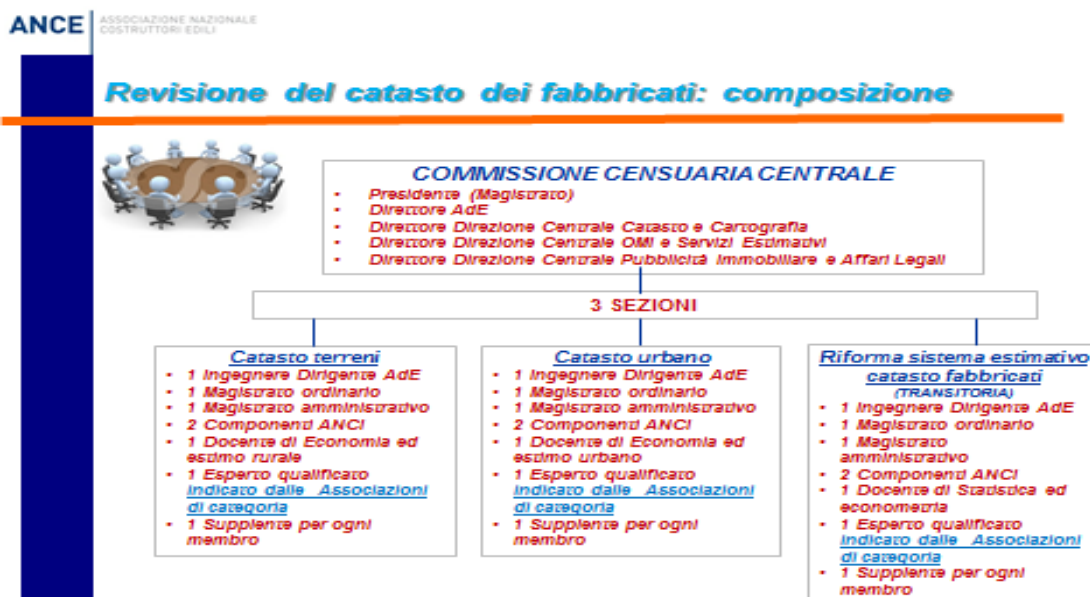 ANCE
ASSOCIAZIONE NAZIONALE
COSTRUTTORI EDILI
Revisione del catasto dei fabbricati: composizione
COMMISSIONE CENSUARIA CENTRALE
• Presidente (Magistrato)
• Direttore AdE
• Direttore Direzione Centrale Catasto e Cartografia
• Direttore Direzione Centrale OMI e Servizi Estimativi
• Direttore Direzione Centrale Pubblicità Immobiliare e Affari Legali
3 SEZIONI
Catasto terreni
• 1 Ingegnere Dirigente AdE
• 1 Magistrato ordinario
• 1 Magistrato amministrativo
• 2 Componenti ANCI
• 1 Docente di Economia ed
estimo rurale
• 1 Esperto qualificato
indicato dalle Associazioni
di categoria
• 1 Supplente per ogni
membro
Catasto urbano
• 1 Ingegnere Dirigente AdE
• 1 Magistrato ordinario
• 1 Magistrato amministrativo
• 2 Componenti ANCI
• 1 Docente di Economia ed
estimo urbano
• 1 Esperto qualificato
indicato dalle Associazioni
di categoria
• 1 Supplente per ogni
membro
Riforma sistema estimativo
catasto fabbricati
(TRANSITORIA)
• 1 Ingegnere Dirigente AdE
• 1 Magistrato ordinario
• 1 Magistrato
amministrativo
• 2 Componenti ANCI
• 1 Docente di Statistica ed
econometria
• 1 Esperto qualificato
indicato dalle Associazioni
di categoria
• 1 Supplente per ogni
membro